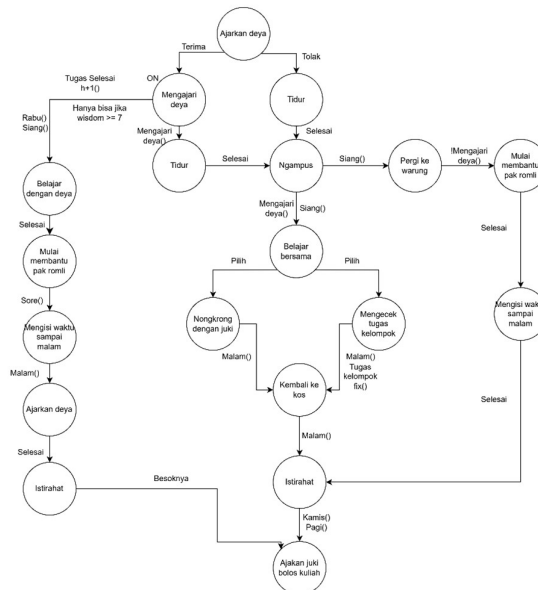 Ajarkan deya
Terima
Tolak
ON
Tugas Selesai
h+1()
Mengajari
deya
Tidur
Hanya bisa jika
wisdom >= 7
Rabu()
Siang()
Mengajari
deya()
Selesai
!Mengajari
deya()
Belajar
dengan deya
Tidur
Selesai
Ngampus
Siang()
Pergi ke
warung
Mulai
membantu
pak romli
Mengajari
deya()
Siang()
Selesai
Selesai
Belajar
bersama
Mulai
membantu
pak romli
Pilih
Pilih
Sore()
Nongkrong
dengan juki
Mengecek
tugas
kelompok
Mengisi waktu
sampai
malam
Mengisi waktu
sampai
malam
Malam()
Malam()
Malam()
Tugas
kelompok
fix()
Ajarkan deya
Kembali ke
kos
Selesai
Selesai
Malam()
Istirahat
Besoknya
Istirahat
Kamis()
Pagi()
Ajakan juki
bolos kuliah